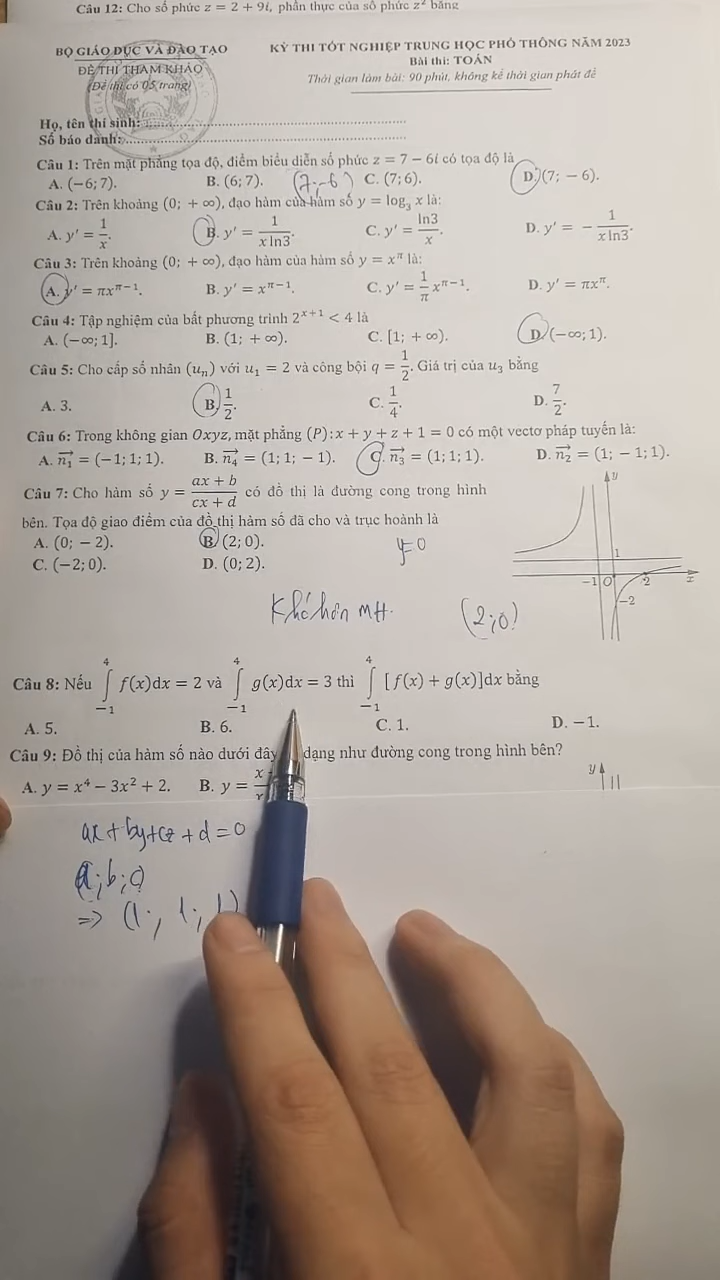 Câu 12: Cho số phức z = 2 + 9i, phần thực của số phức z² bằng
BỘ GIÁO DỤC VÀ ĐÀO TẠO
KỲ THI TỐT NGHIỆP TRUNG HỌC PHỔ THÔNG NĂM 2023
ĐỀ THI THAM KHẢO
Bài thi: TOÁN
(Đề thi có 05 trang)
Thời gian làm bài: 90 phút, không kể thời gian phát đề
Họ, tên thí sinh:
Số báo danh:
Câu 1: Trên mặt phẳng tọa độ, điểm biểu diễn số phức z = 7 − 6i có tọa độ là
A. (−6; 7). B. (6; 7). (7;-6) C. (7; 6). D. (7; − 6).
Câu 2: Trên khoảng (0; +∞), đạo hàm của hàm số y = log₃ x là:
A. y′ = 1/x. B. y′ = 1/(x ln3). C. y′ = ln3/x. D. y′ = − 1/(x ln3).
Câu 3: Trên khoảng (0; +∞), đạo hàm của hàm số y = x^π là:
A. y′ = πx^(π−1). B. y′ = x^(π−1). C. y′ = 1/π x^(π−1). D. y′ = πx^π.
Câu 4: Tập nghiệm của bất phương trình 2^(x+1) < 4 là
A. (−∞; 1]. B. (1; +∞). C. [1; +∞). D. (−∞; 1).
Câu 5: Cho cấp số nhân (uₙ) với u₁ = 2 và công bội q = 1/2. Giá trị của u₃ bằng
A. 3. B. 1/2. C. 1/4. D. 7/2.
Câu 6: Trong không gian Oxyz, mặt phẳng (P): x + y + z + 1 = 0 có một vectơ pháp tuyến là:
A. n₁⃗ = (−1; 1; 1). B. n₄⃗ = (1; 1; − 1). C. n₃⃗ = (1; 1; 1). D. n₂⃗ = (1; − 1; 1).
Câu 7: Cho hàm số y = (ax + b)/(cx + d) có đồ thị là đường cong trong hình
bên. Tọa độ giao điểm của đồ thị hàm số đã cho và trục hoành là
A. (0; − 2). B. (2; 0). y=0
C. (−2; 0). D. (0; 2).
y
1
−1 O 2 x
−2
Khó hơn MH. (2;0)
Câu 8: Nếu ∫₋₁⁴ f(x)dx = 2 và ∫₋₁⁴ g(x)dx = 3 thì ∫₋₁⁴ [f(x) + g(x)]dx bằng
A. 5. B. 6. C. 1. D. −1.
Câu 9: Đồ thị của hàm số nào dưới đây dạng như đường cong trong hình bên?
A. y = x⁴ − 3x² + 2. B. y =
y
ax+by+cz+d=0
(a;b;c)
=> (1; 1; 1)